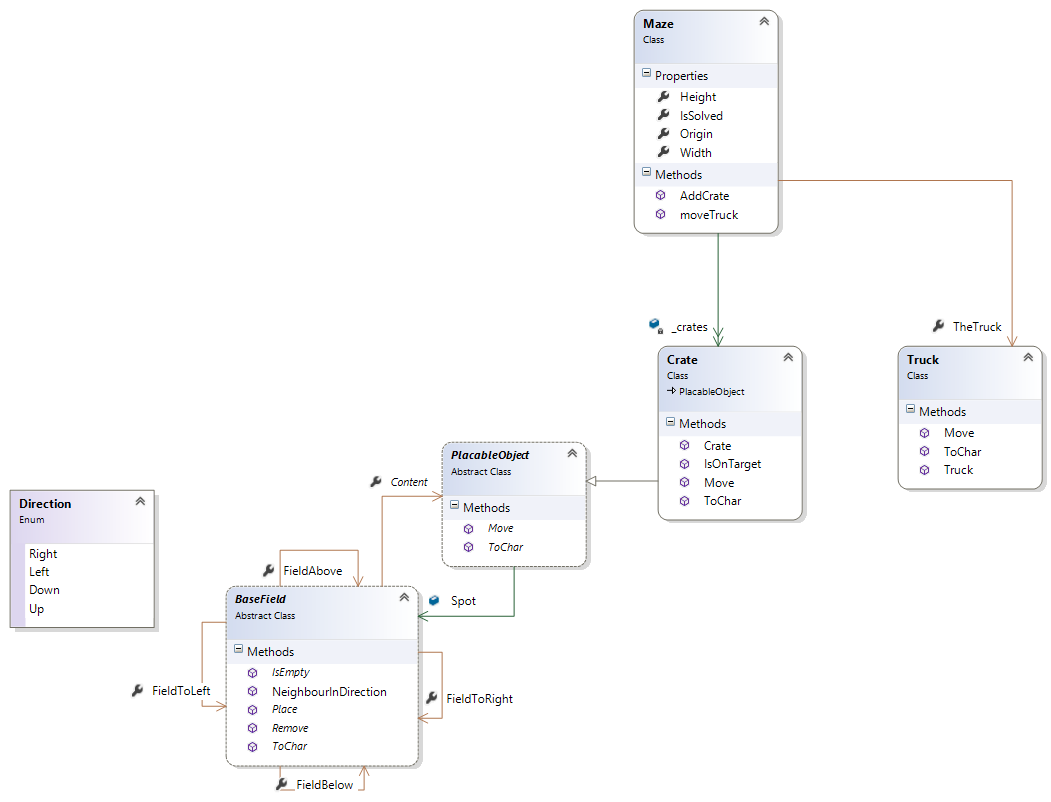 Maze
Class
Properties
Height
IsSolved
Origin
Width
Methods
AddCrate
moveTruck
_crates
TheTruck
Crate
Class
PlacableObject
Methods
Crate
IsOnTarget
Move
ToChar
Truck
Class
Methods
Move
ToChar
Truck
PlacableObject
Abstract Class
Methods
Move
ToChar
Content
Direction
Enum
Right
Left
Down
Up
FieldAbove
Spot
BaseField
Abstract Class
Methods
IsEmpty
NeighbourInDirection
Place
Remove
ToChar
FieldToLeft
FieldToRight
FieldBelow